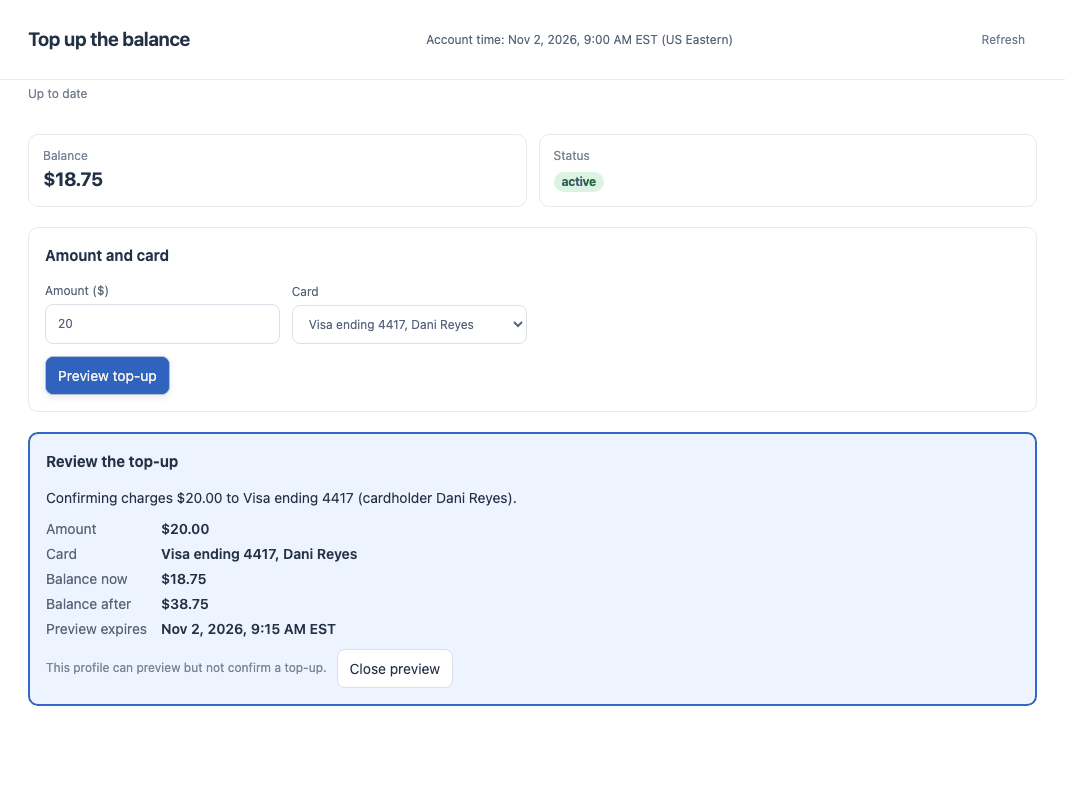 Top up the balance
Account time: Nov 2, 2026, 9:00 AM EST (US Eastern)
Refresh
Up to date
Balance
$18.75
Status
active
Amount and card
Amount ($)
Card
20
Visa ending 4417, Dani Reyes
Preview top-up
Review the top-up
Confirming charges $20.00 to Visa ending 4417 (cardholder Dani Reyes).
Amount $20.00
Card Visa ending 4417, Dani Reyes
Balance now $18.75
Balance after $38.75
Preview expires Nov 2, 2026, 9:15 AM EST
This profile can preview but not confirm a top-up.
Close preview